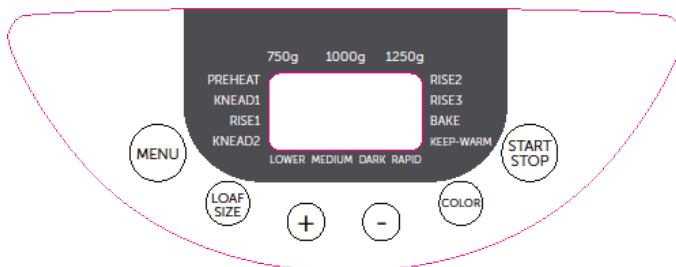 750g 1000g 1250g
PREHEAT RISE2
KNEAD1 RISE3
RISE1 BAKE
KNEAD2 KEEP-WARM
LOWER MEDIUM DARK RAPID
MENU
START
STOP
LOAF
SIZE
+
-
COLOR